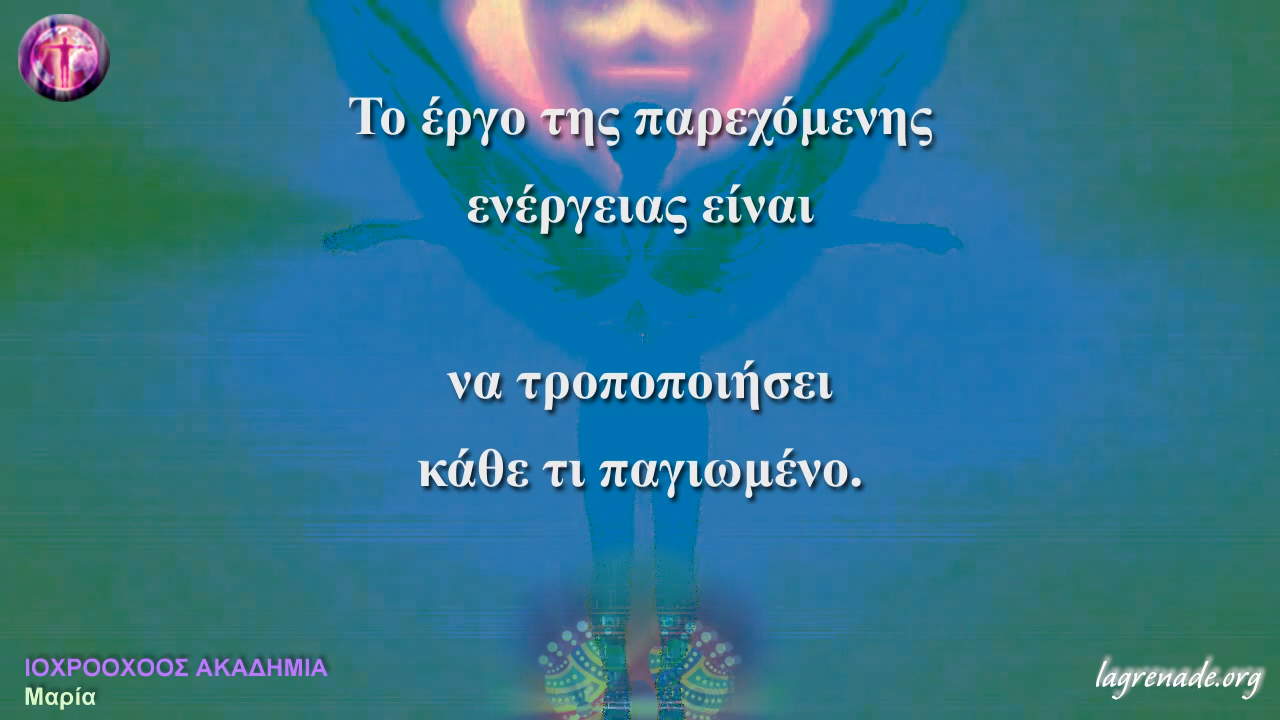 Το έργο της παρεχόμενης
ενέργειας είναι
να τροποποιήσει
κάθε τι παγιωμένο.
ΙΟΧΡΟΟΧΟΟΣ ΑΚΑΔΗΜΙΑ
Μαρία
lagrenade.org